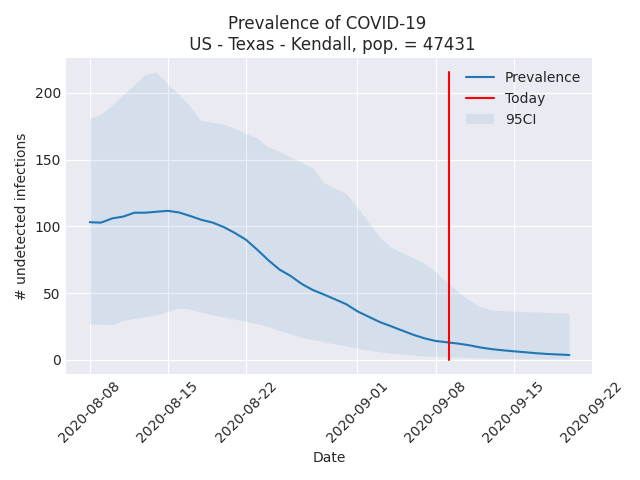 Prevalence of COVID-19
US - Texas - Kendall, pop. = 47431
# undetected infections
200
150
100
50
0
Prevalence
Today
95CI
2020-08-08
2020-08-15
2020-08-22
2020-09-01
2020-09-08
2020-09-15
2020-09-22
Date